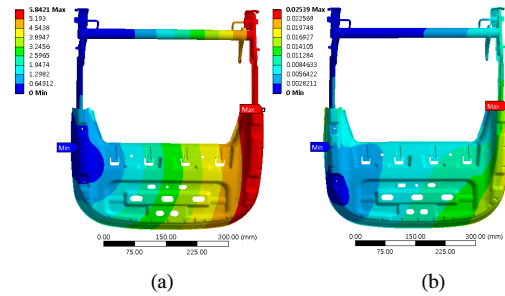 5.8421 Max
5.193
4.5438
3.8947
3.2456
2.5965
1.9474
1.2982
0.64912
0 Min
Max
Min
0.00 150.00 300.00 (mm)
75.00 225.00
(a)
0.02539 Max
0.022569
0.019748
0.016927
0.014105
0.011284
0.0084633
0.0056422
0.0028211
0 Min
Max
Min
0.00 150.00 300.00 (mm)
75.00 225.00
(b)